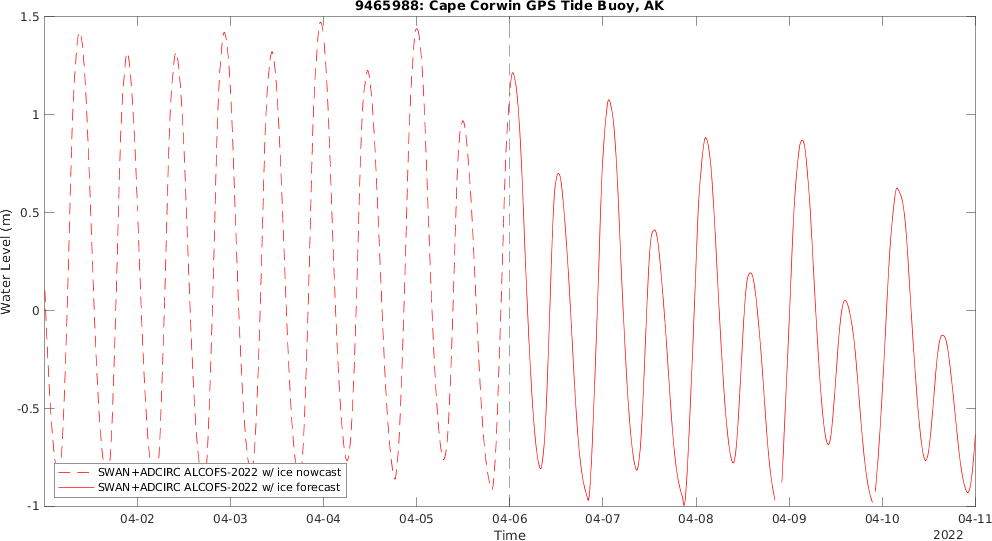 9465988: Cape Corwin GPS Tide Buoy, AK
1.5
1
0.5
0
-0.5
-1
Water Level (m)
SWAN+ADCIRC ALCOFS-2022 w/ ice nowcast
SWAN+ADCIRC ALCOFS-2022 w/ ice forecast
04-02 04-03 04-04 04-05 04-06 04-07 04-08 04-09 04-10 04-11
Time
2022